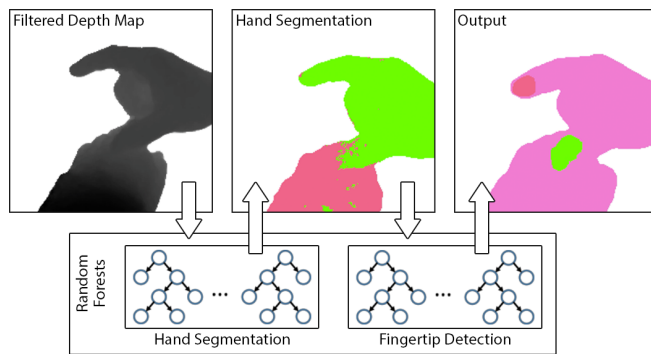 Filtered Depth Map
Hand Segmentation
Output
Random
Forests
...
...
Hand Segmentation
Fingertip Detection